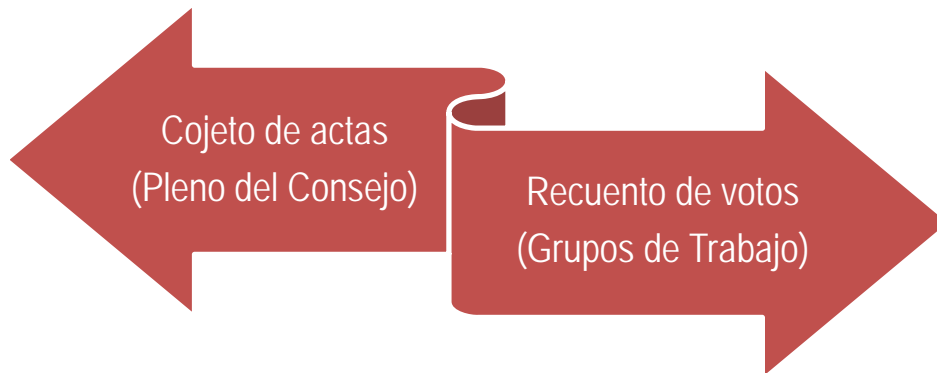 Cojeto de actas
(Pleno del Consejo)
Recuento de votos
(Grupos de Trabajo)